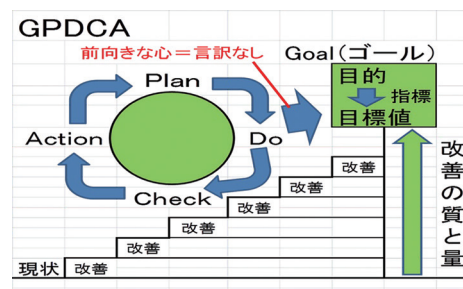 GPDCA
前向きな心=言訳なし
Goal(ゴール)
Plan
Do
Check
Action
目的
指標
目標値
改善の質と量
改善
改善
改善
改善
改善
改善
現状